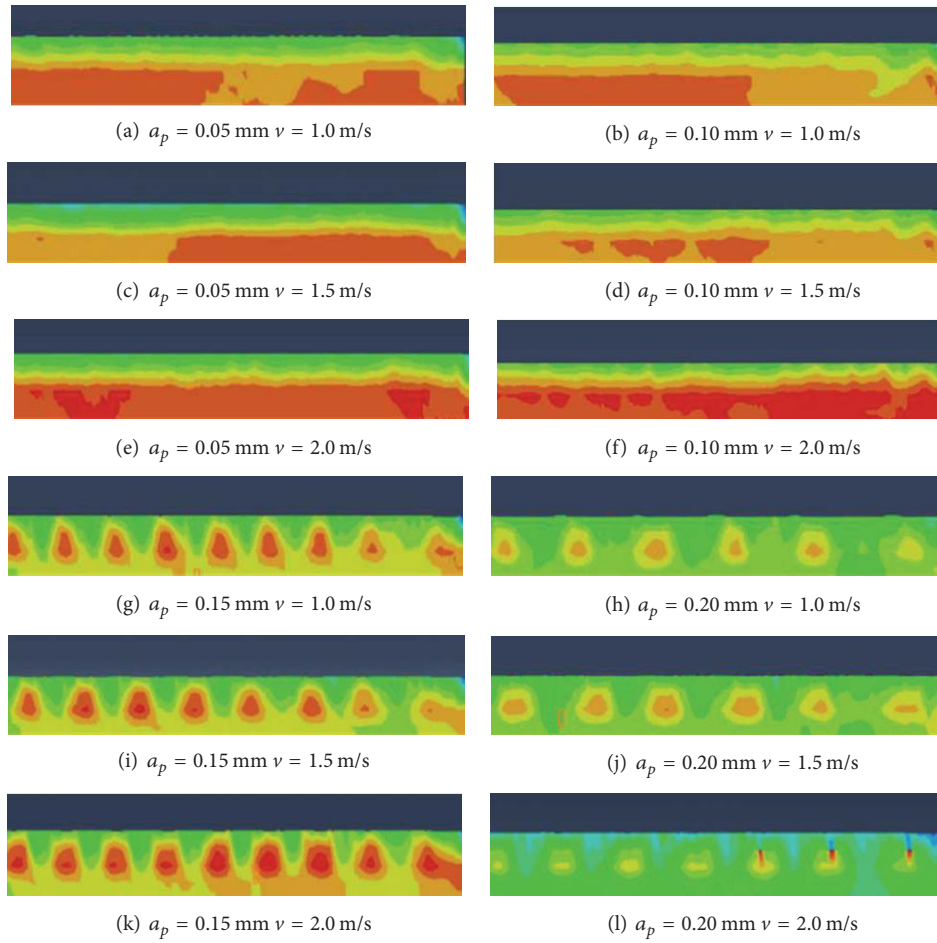 (a) a_p = 0.05 mm v = 1.0 m/s
(b) a_p = 0.10 mm v = 1.0 m/s
(c) a_p = 0.05 mm v = 1.5 m/s
(d) a_p = 0.10 mm v = 1.5 m/s
(e) a_p = 0.05 mm v = 2.0 m/s
(f) a_p = 0.10 mm v = 2.0 m/s
(g) a_p = 0.15 mm v = 1.0 m/s
(h) a_p = 0.20 mm v = 1.0 m/s
(i) a_p = 0.15 mm v = 1.5 m/s
(j) a_p = 0.20 mm v = 1.5 m/s
(k) a_p = 0.15 mm v = 2.0 m/s
(l) a_p = 0.20 mm v = 2.0 m/s